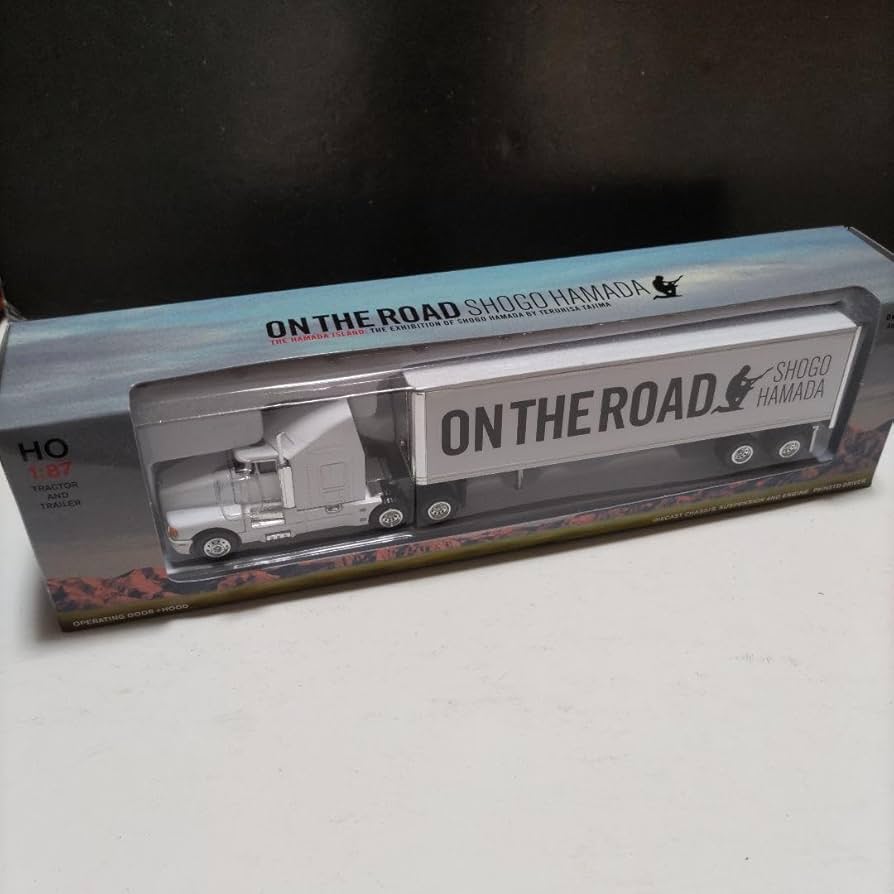 ON THE ROAD SHOGO HAMADA
THE HAMADA ISLAND: THE EXHIBITION OF SHOGO HAMADA BY TERUHISA TAJIMA
HO
1:87
TRACTOR
AND
TRAILER
ON THE ROAD SHOGO
HAMADA
OPERATING DOOR + HOOD
DIECAST CHASSIS, SUSPENSION AND ENGINE PAINTED DRIVER